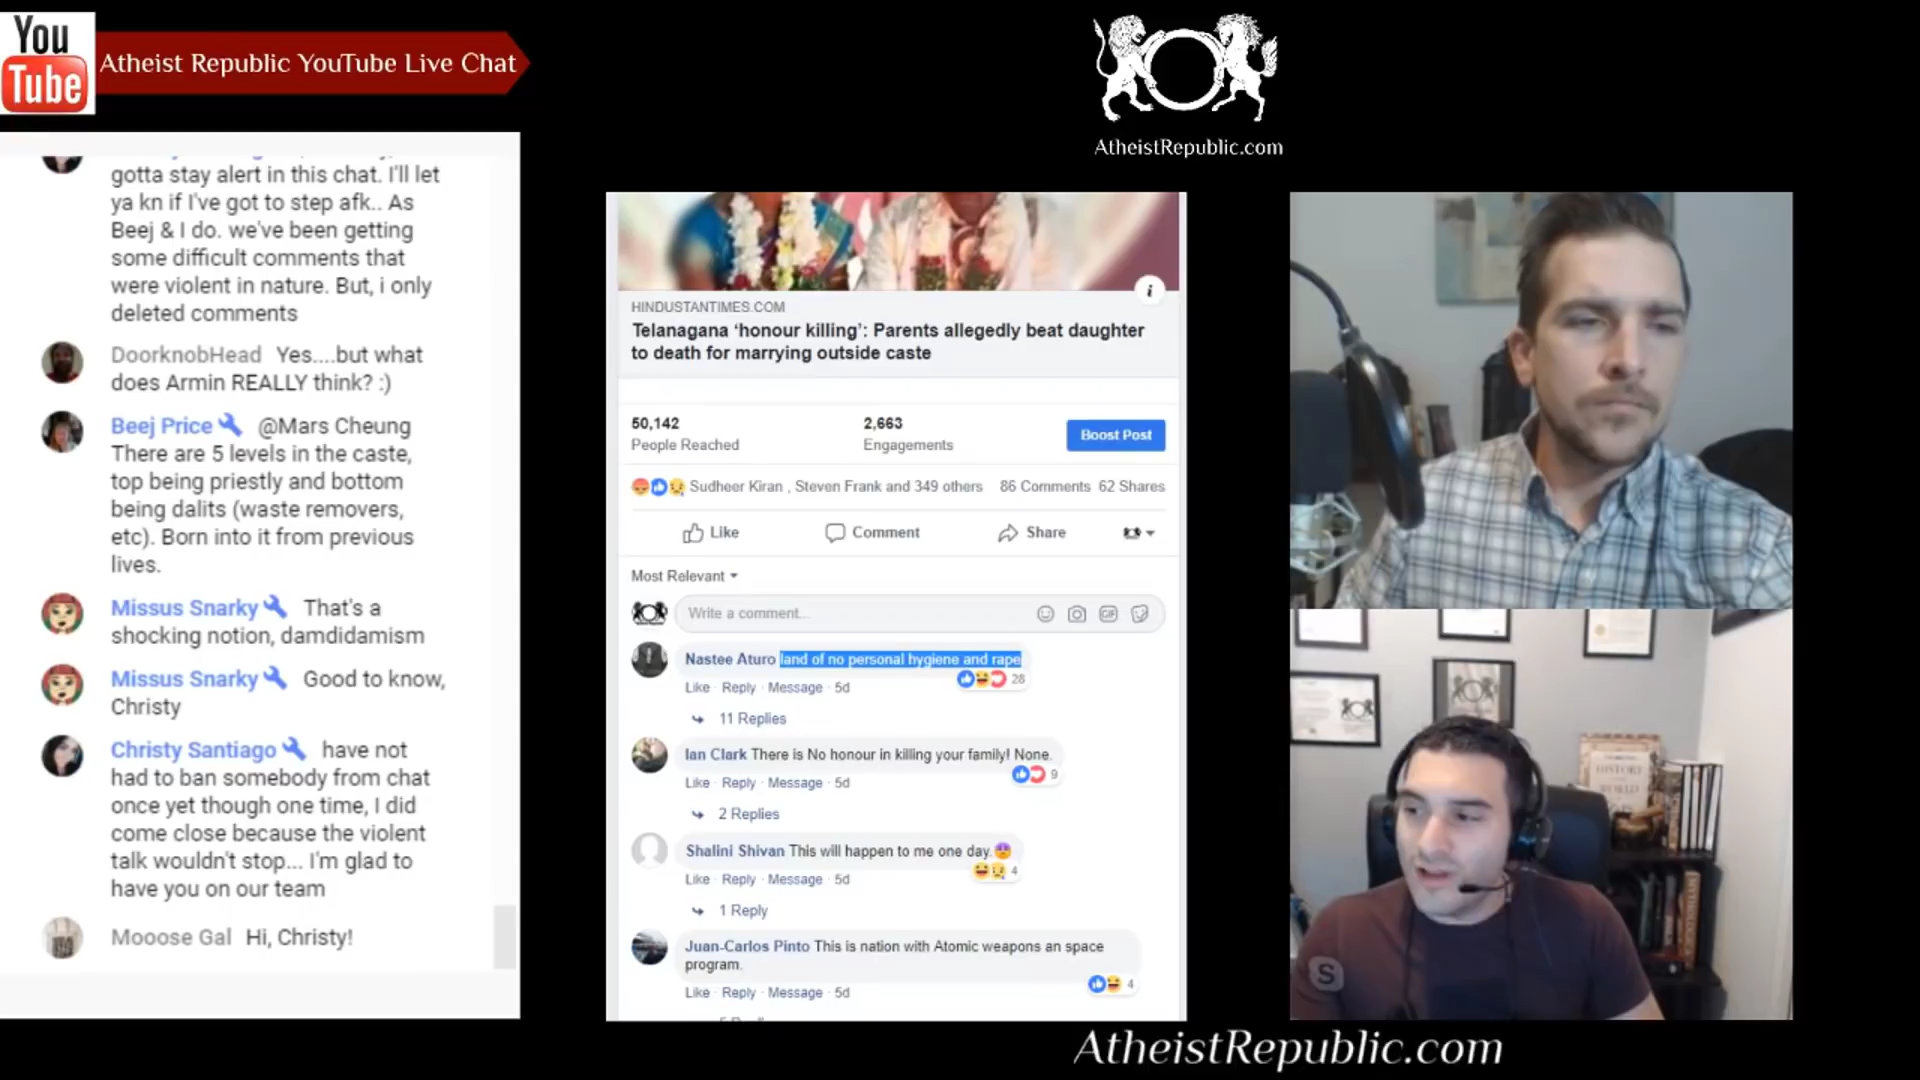 You
Tube
Atheist Republic YouTube Live Chat
AtheistRepublic.com
gotta stay alert in this chat. I'll let
ya kn if I've got to step afk.. As
Beej & I do. we've been getting
some difficult comments that
were violent in nature. But, i only
deleted comments
DoorknobHead Yes....but what
does Armin REALLY think? :)
Beej Price @Mars Cheung
There are 5 levels in the caste,
top being priestly and bottom
being dalits (waste removers,
etc). Born into it from previous
lives.
Missus Snarky That's a
shocking notion, damdidamism
Missus Snarky Good to know,
Christy
Christy Santiago have not
had to ban somebody from chat
once yet though one time, I did
come close because the violent
talk wouldn't stop... I'm glad to
have you on our team
Mooose Gal Hi, Christy!
HINDUSTANTIMES.COM
Telanagana ‘honour killing’: Parents allegedly beat daughter
to death for marrying outside caste
50,142
People Reached
2,663
Engagements
Boost Post
Sudheer Kiran , Steven Frank and 349 others 86 Comments 62 Shares
Like Comment Share
Most Relevant
Write a comment...
GIF
Nastee Aturo land of no personal hygiene and rape
28
Like · Reply · Message · 5d
11 Replies
Ian Clark There is No honour in killing your family! None.
9
Like · Reply · Message · 5d
2 Replies
Shalini Shivan This will happen to me one day.
4
Like · Reply · Message · 5d
1 Reply
Juan-Carlos Pinto This is nation with Atomic weapons an space
program.
4
Like · Reply · Message · 5d
HISTORY
WORLD
S
AtheistRepublic.com